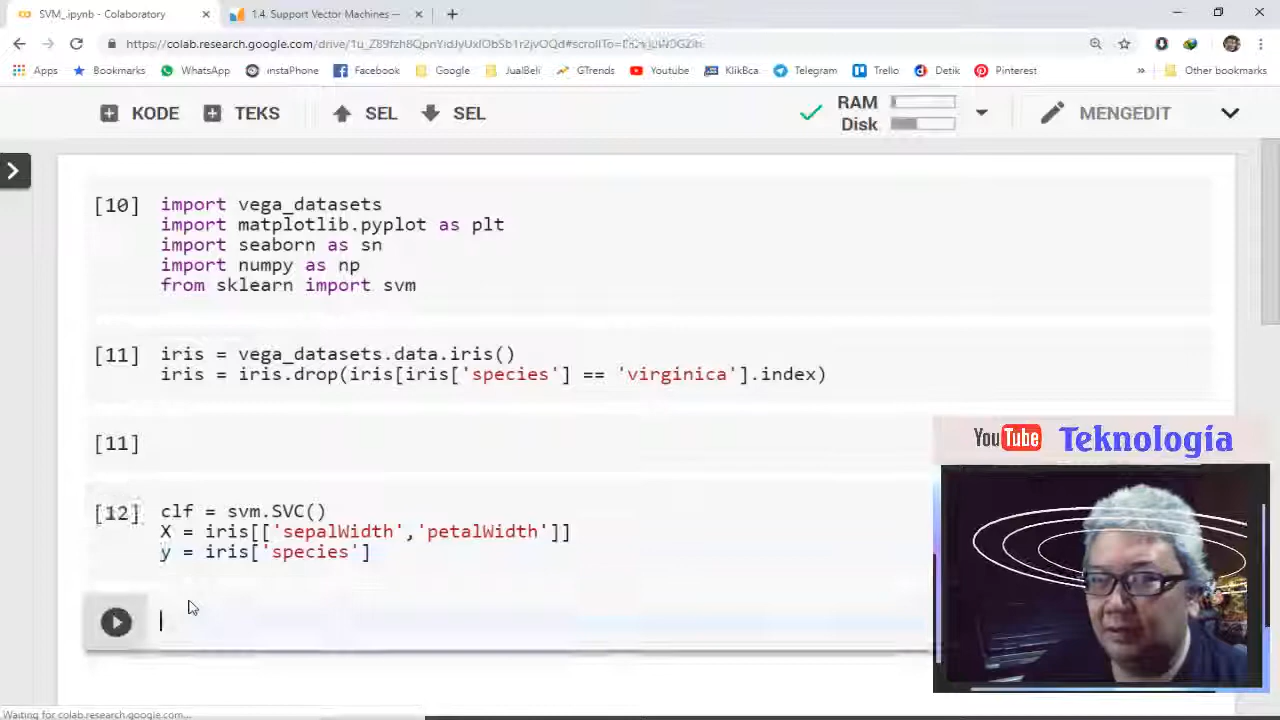 SVM_.ipynb - Colaboratory
1.4. Support Vector Machines —
Apps Bookmarks WhatsApp instaPhone Facebook Google JualBeli GTrends Youtube KlikBca Telegram Trello Detik Pinterest » Other bookmarks
KODE TEKS SEL SEL RAM Disk MENGEDIT
[10] import vega_datasets
import matplotlib.pyplot as plt
import seaborn as sn
import numpy as np
from sklearn import svm
[11] iris = vega_datasets.data.iris()
iris = iris.drop(iris[iris['species'] == 'virginica'].index)
[11]
YouTube Teknologia
[12] clf = svm.SVC()
X = iris[['sepalWidth','petalWidth']]
y = iris['species']
Waiting for colab.research.google.com...